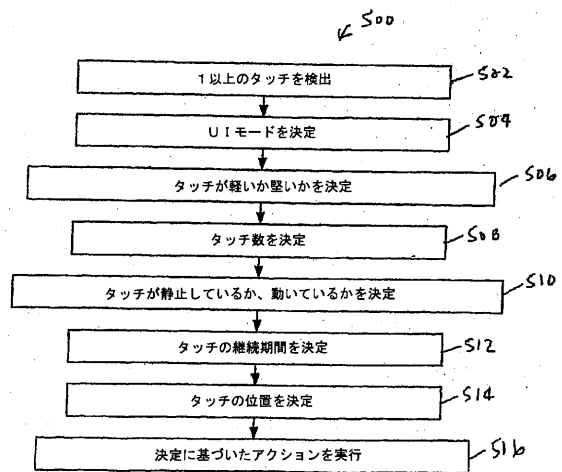 500
1以上のタッチを検出
502
UIモードを決定
504
タッチが軽いか堅いかを決定
506
タッチ数を決定
508
タッチが静止しているか、動いているかを決定
510
タッチの継続期間を決定
512
タッチの位置を決定
514
決定に基づいたアクションを実行
516